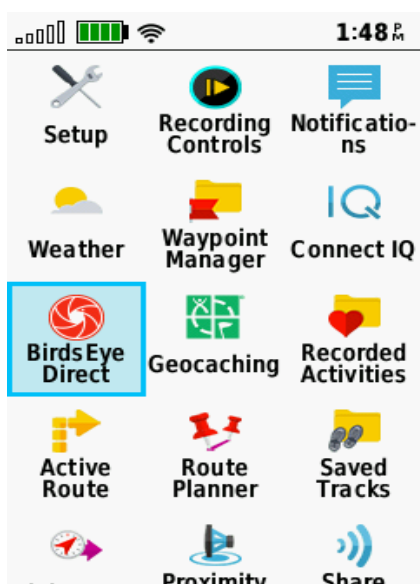 1:48 PM
Setup
Recording
Controls
Notificatio-
ns
Weather
Waypoint
Manager
IQ
Connect IQ
BirdsEye
Direct
Geocaching
Recorded
Activities
Active
Route
Route
Planner
Saved
Tracks
Proximity
Share